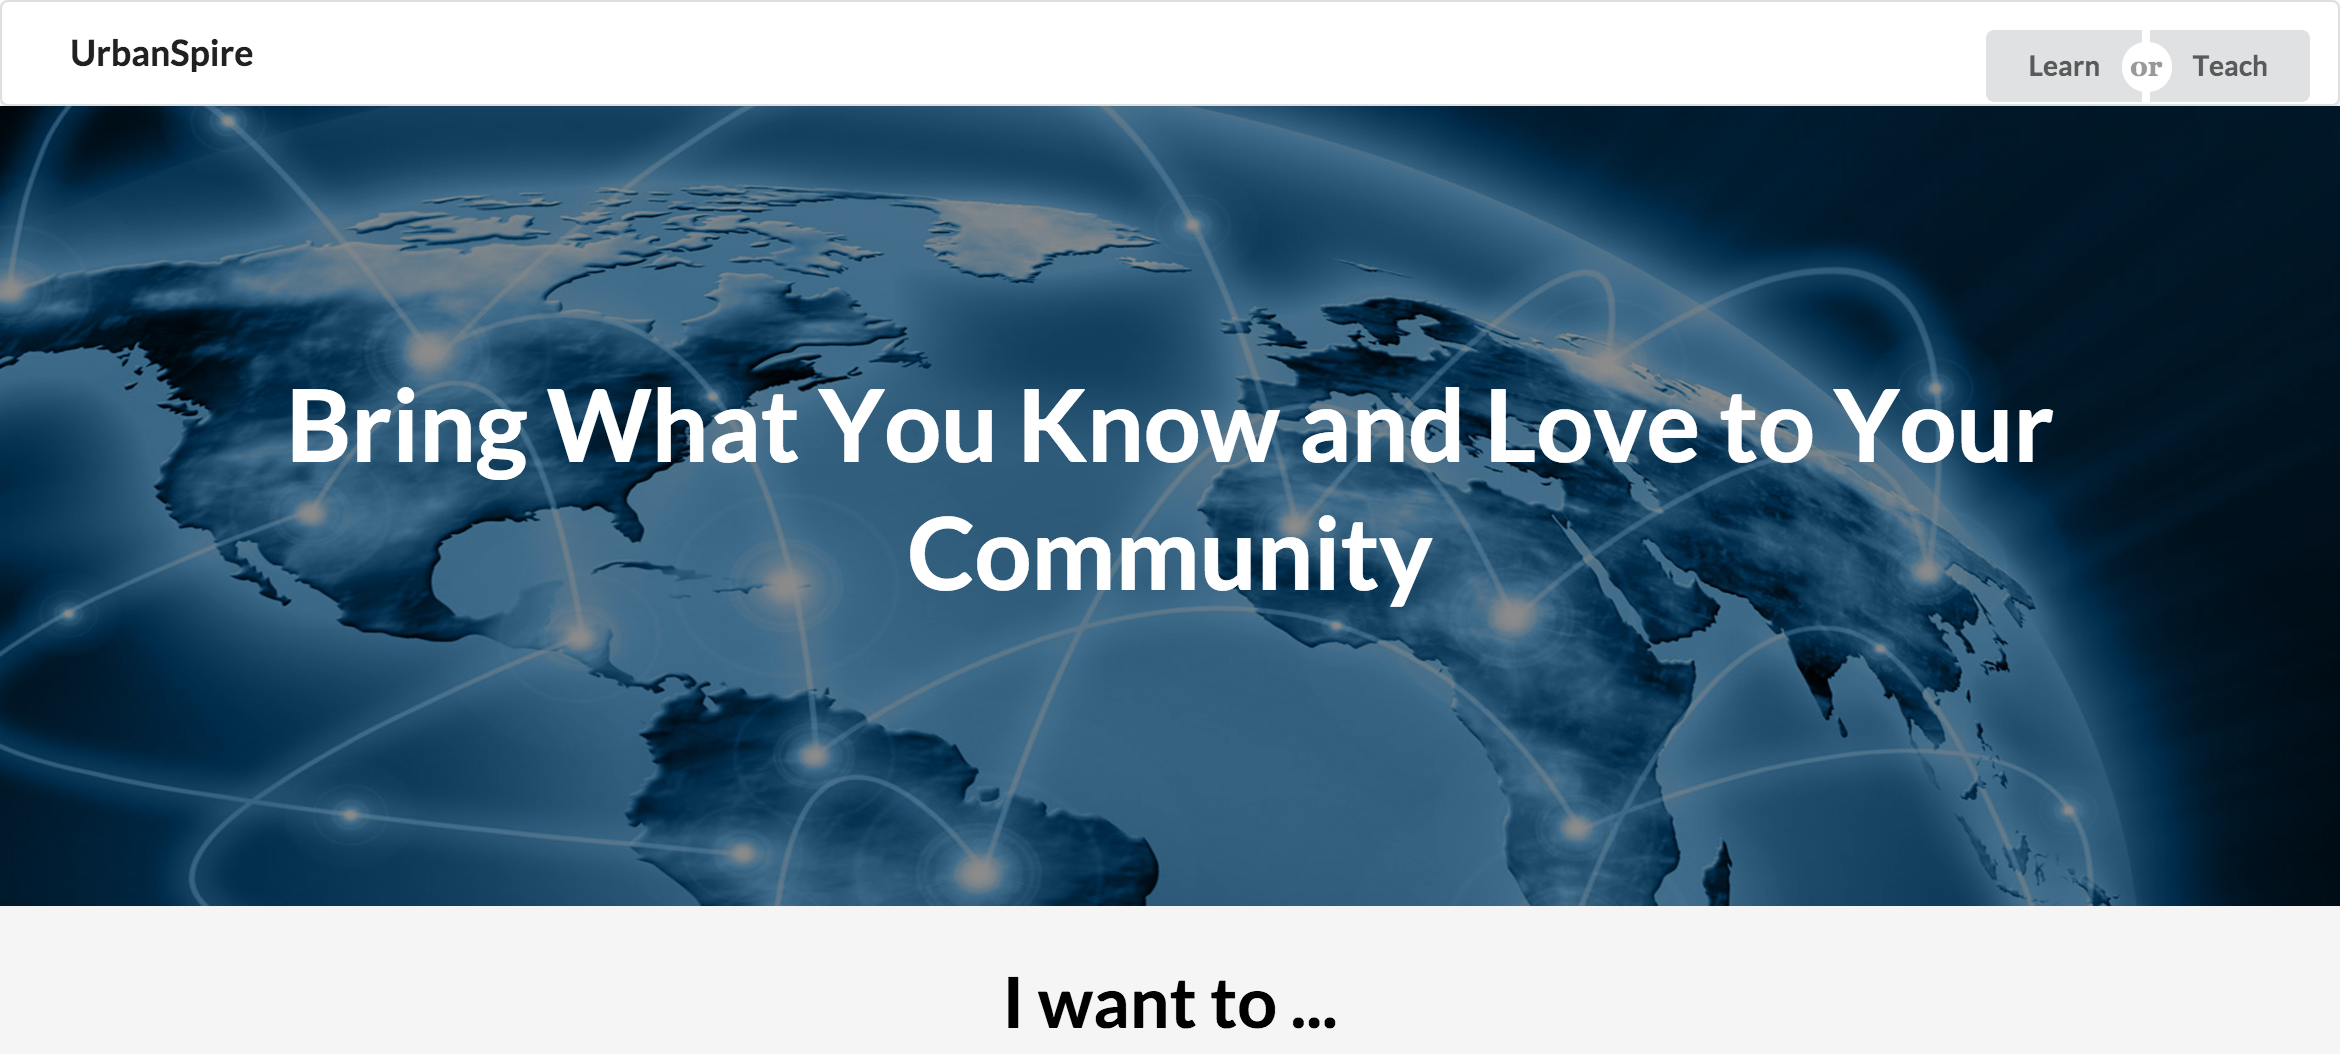 UrbanSpire
Learn or Teach
Bring What You Know and Love to Your
Community
I want to ...